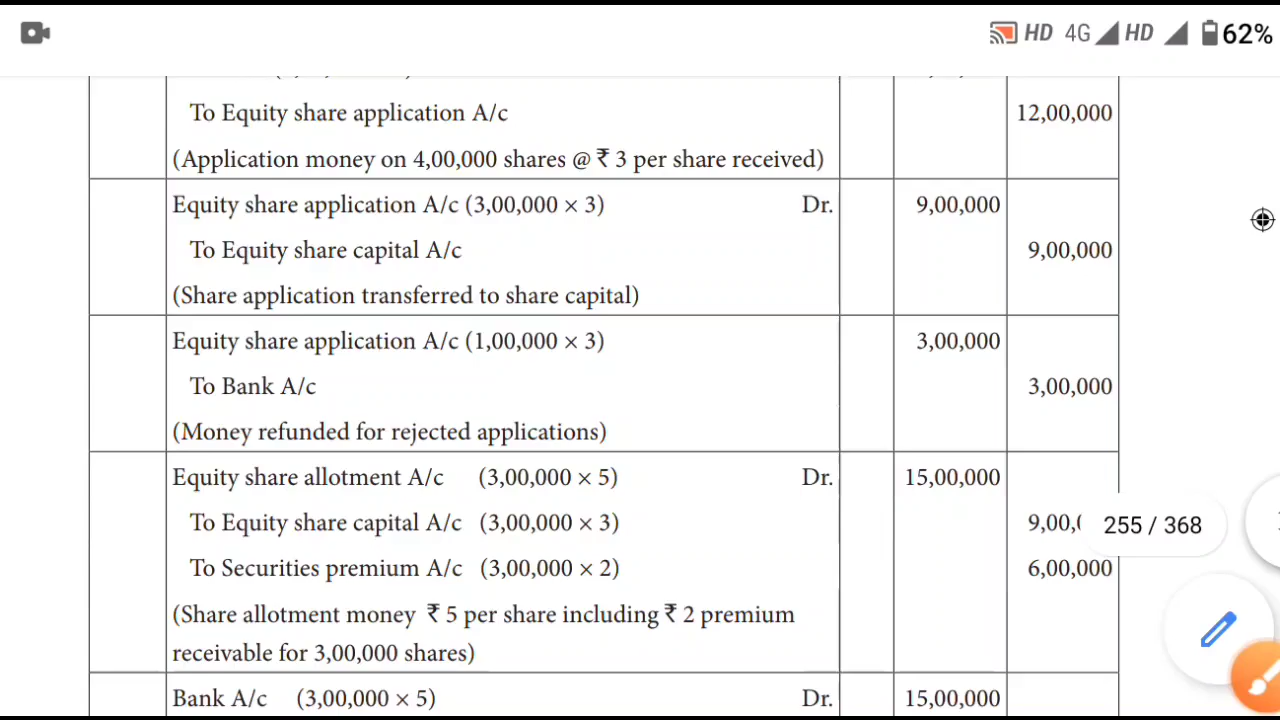 HD 4G HD 62%
To Equity share application A/c 12,00,000
(Application money on 4,00,000 shares @ ₹ 3 per share received)
Equity share application A/c (3,00,000 × 3) Dr. 9,00,000
To Equity share capital A/c 9,00,000
(Share application transferred to share capital)
Equity share application A/c (1,00,000 × 3) 3,00,000
To Bank A/c 3,00,000
(Money refunded for rejected applications)
Equity share allotment A/c (3,00,000 × 5) Dr. 15,00,000
To Equity share capital A/c (3,00,000 × 3) 9,00, 255 / 368
To Securities premium A/c (3,00,000 × 2) 6,00,000
(Share allotment money ₹ 5 per share including ₹ 2 premium
receivable for 3,00,000 shares)
Bank A/c (3,00,000 × 5) Dr. 15,00,000